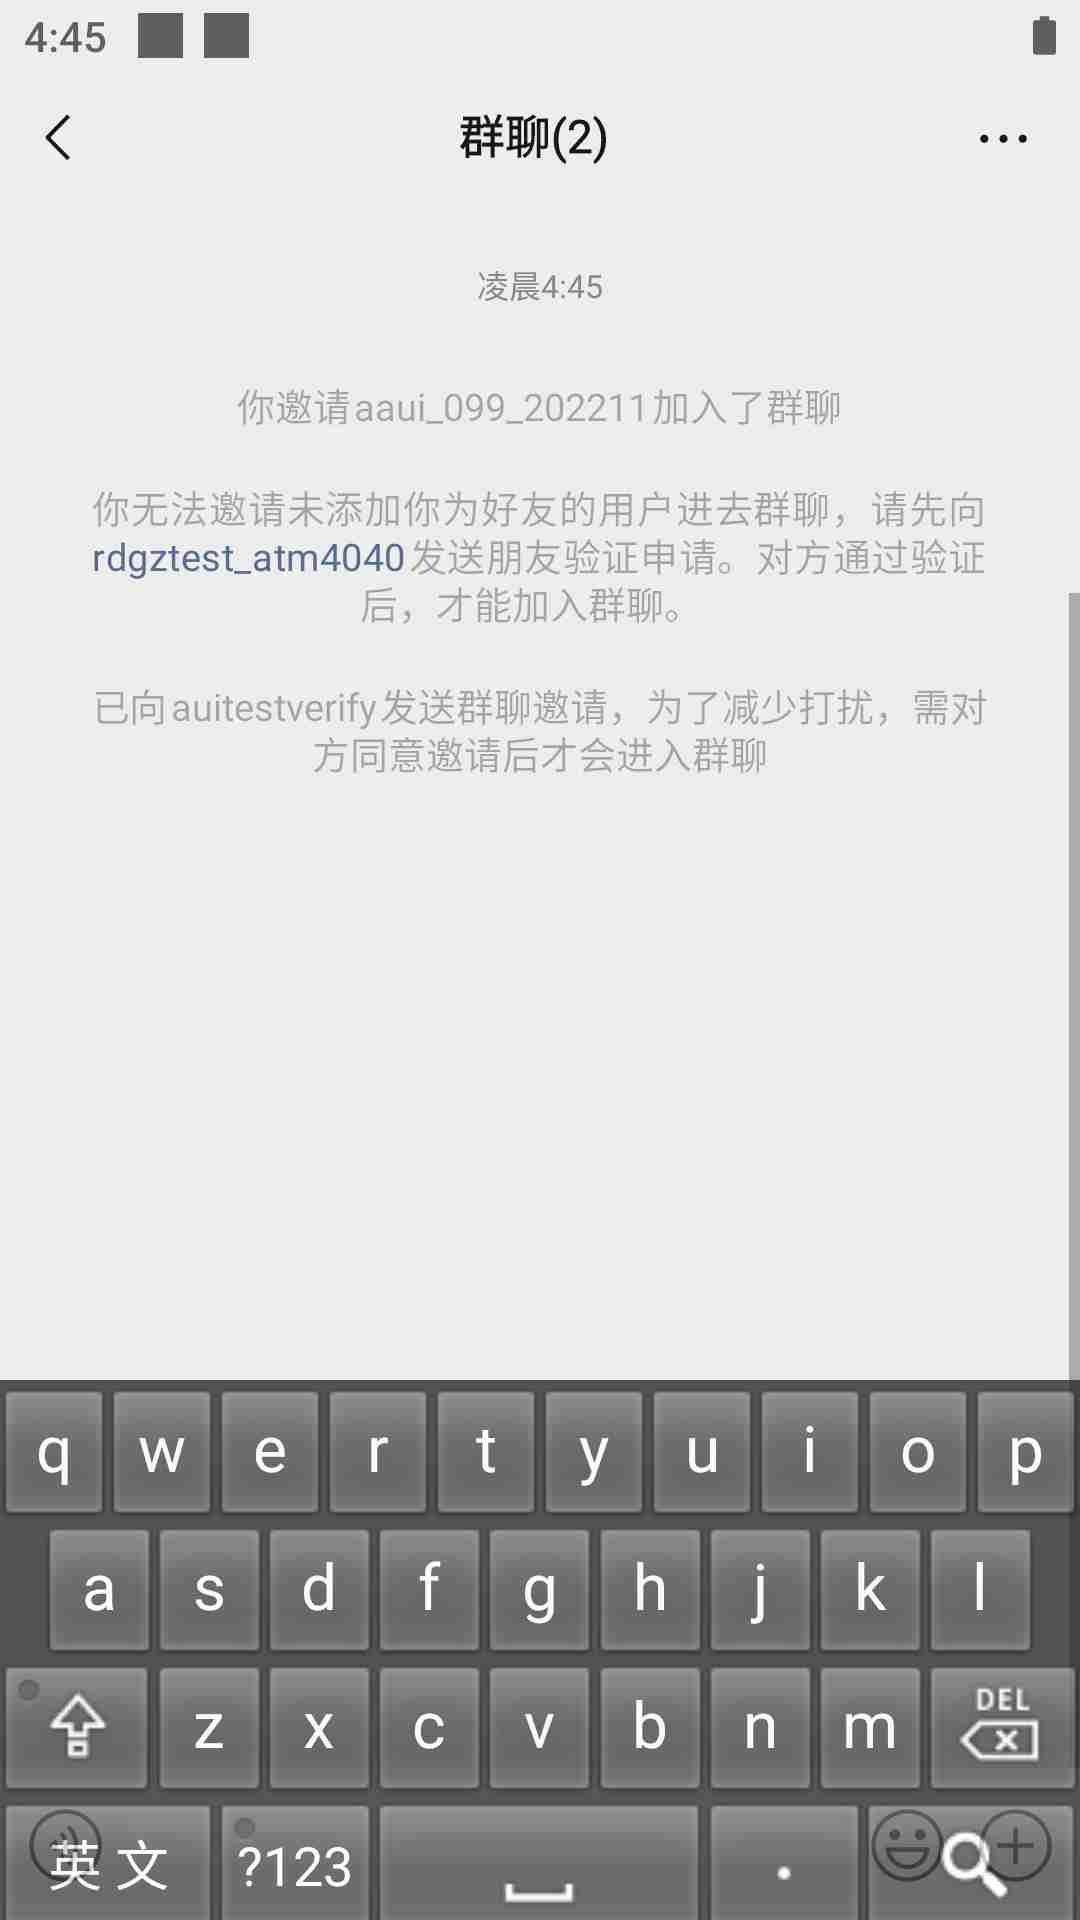 4:45
群聊(2)
凌晨4:45
你邀请aaui_099_202211加入了群聊
你无法邀请未添加你为好友的用户进去群聊，请先向
rdgztest_atm4040发送朋友验证申请。对方通过验证
后，才能加入群聊。
已向auitestverify发送群聊邀请，为了减少打扰，需对
方同意邀请后才会进入群聊
q w e r t y u i o p
a s d f g h j k l
z x c v b n m DEL
英文 ?123 .